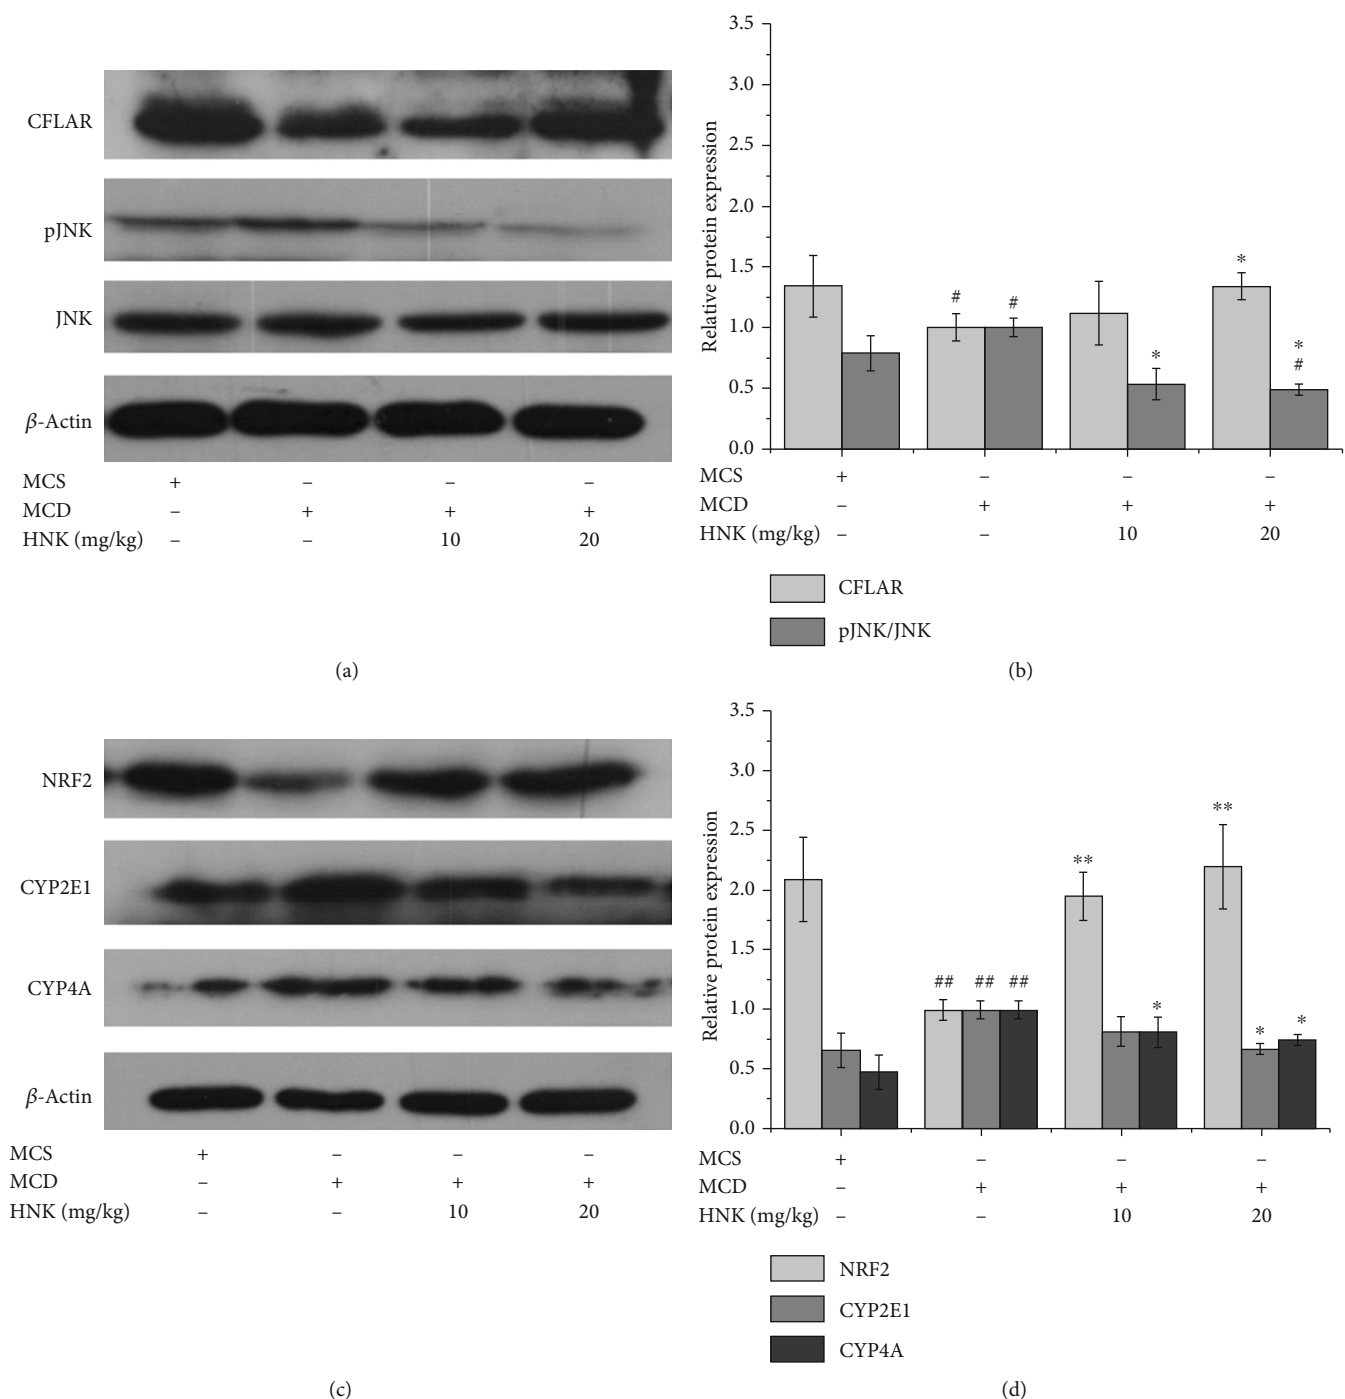 CFLAR
pJNK
JNK
β-Actin
MCS + – – –
MCD – + + +
HNK (mg/kg) – – 10 20
(a)
3.5
3.0
2.5
2.0
1.5
1.0
0.5
0.0
Relative protein expression
# # * * * #
MCS + – – –
MCD – + + +
HNK (mg/kg) – – 10 20
CFLAR
pJNK/JNK
(b)
NRF2
CYP2E1
CYP4A
β-Actin
MCS + – – –
MCD – + + +
HNK (mg/kg) – – 10 20
(c)
3.5
3.0
2.5
2.0
1.5
1.0
0.5
0.0
Relative protein expression
## ## ## ** * ** * *
MCS + – – –
MCD – + + +
HNK (mg/kg) – – 10 20
NRF2
CYP2E1
CYP4A
(d)